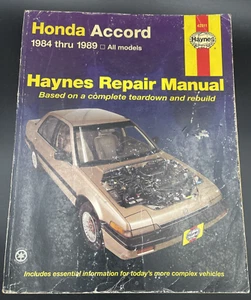 Honda Accord
1984 thru 1989 □ All models
Haynes
Haynes Repair Manual
Based on a complete teardown and rebuild
Includes essential information for today's more complex vehicles